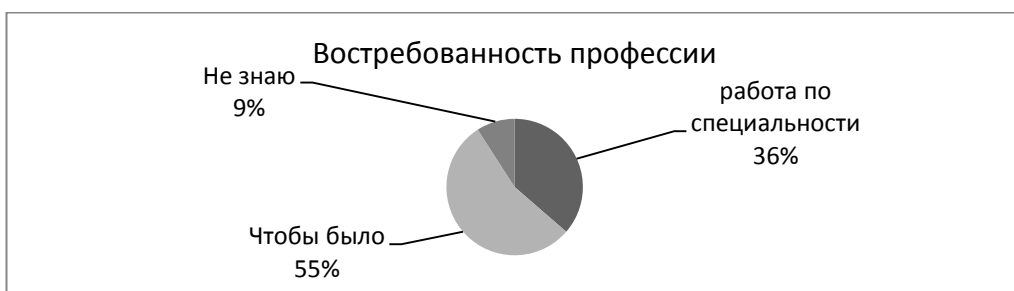 Востребованность профессии
Не знаю
9%
работа по
специальности
36%
Чтобы было
55%